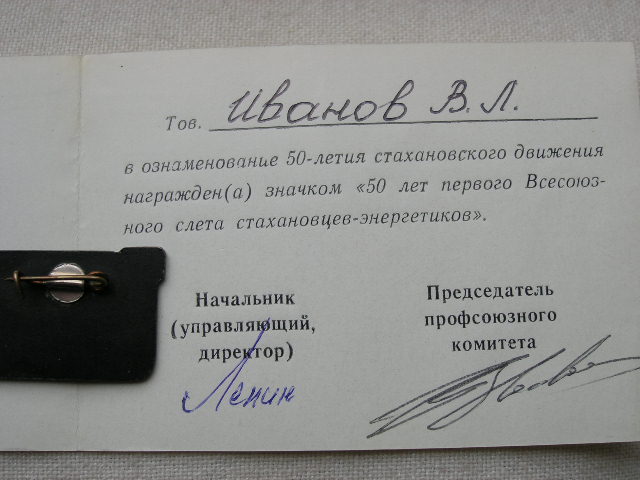 Тов. Иванов В.Л.
в ознаменование 50-летия стахановского движения
награжден(а) значком «50 лет первого Всесоюз-
ного слета стахановцев-энергетиков».
Начальник
(управляющий,
директор)
Ленин
Председатель
профсоюзного
комитета